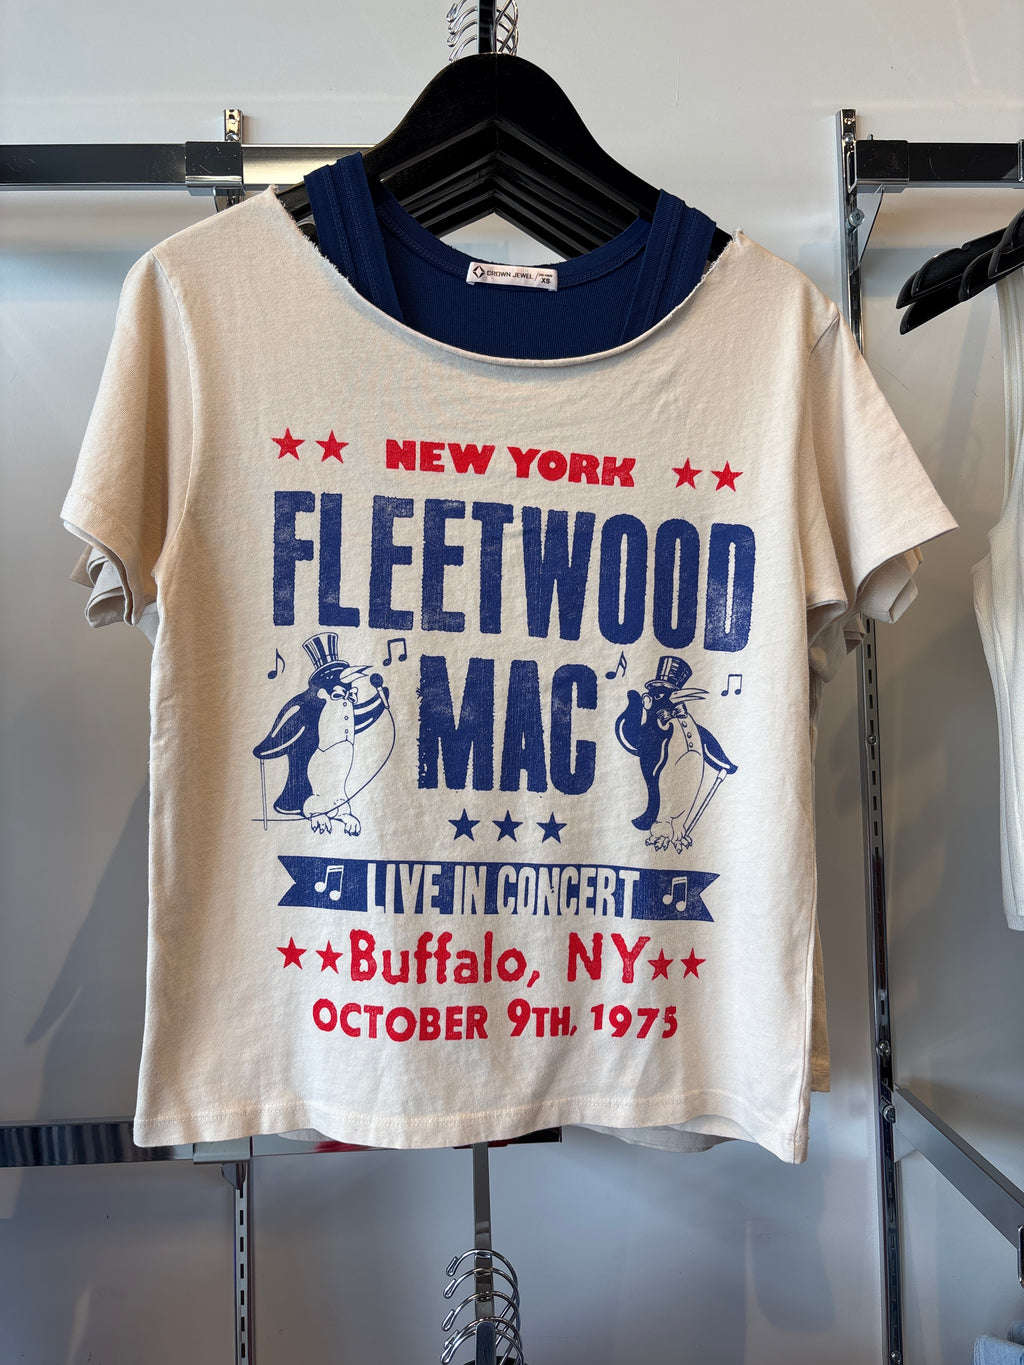 CROWN JEWEL
XS
NEW YORK
FLEETWOOD
MAC
LIVE IN CONCERT
Buffalo, NY
OCTOBER 9TH, 1975